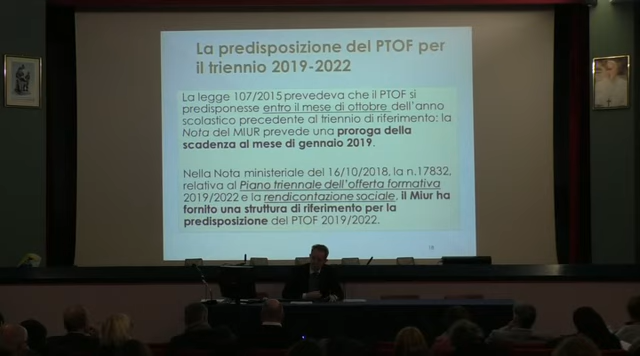 La predisposizione del PTOF per
il triennio 2019-2022
La legge 107/2015 prevedeva che il PTOF si
predisponesse entro il mese di ottobre dell'anno
scolastico precedente al triennio di riferimento: la
Nota del MIUR prevede una proroga della
scadenza al mese di gennaio 2019.
Nella Nota ministeriale del 16/10/2018, la n.17832,
relativa al Piano triennale dell'offerta formativa
2019/2022 e la rendicontazione sociale, il Miur ha
fornito una struttura di riferimento per la
predisposizione del PTOF 2019/2022.